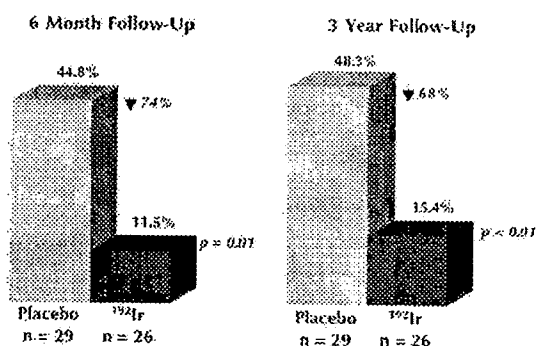 6 Month Follow-Up
44.8%
▼ 74%
11.5%
p = 0.01
Placebo ¹⁹²Ir
n = 29 n = 26
3 Year Follow-Up
48.3%
▼ 68%
15.4%
p < 0.01
Placebo ¹⁹²Ir
n = 29 n = 26